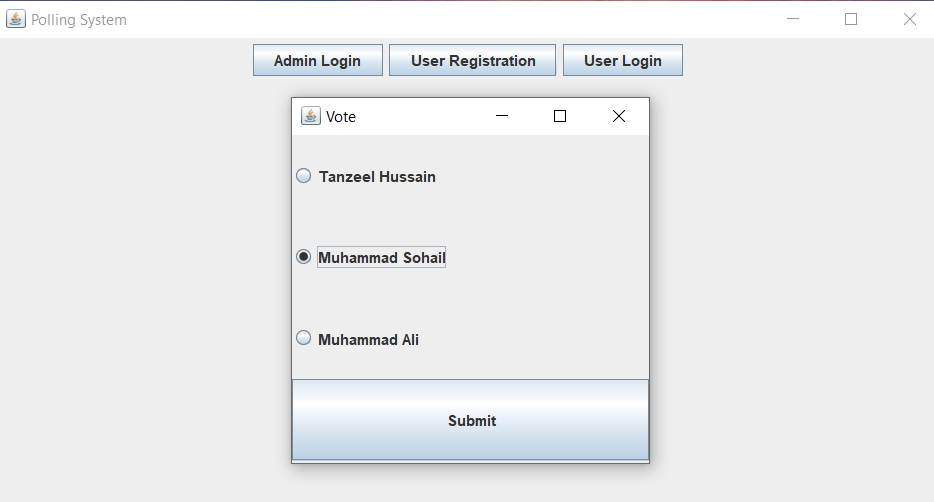 Polling System
Admin Login User Registration User Login
Vote
Tanzeel Hussain
Muhammad Sohail
Muhammad Ali
Submit